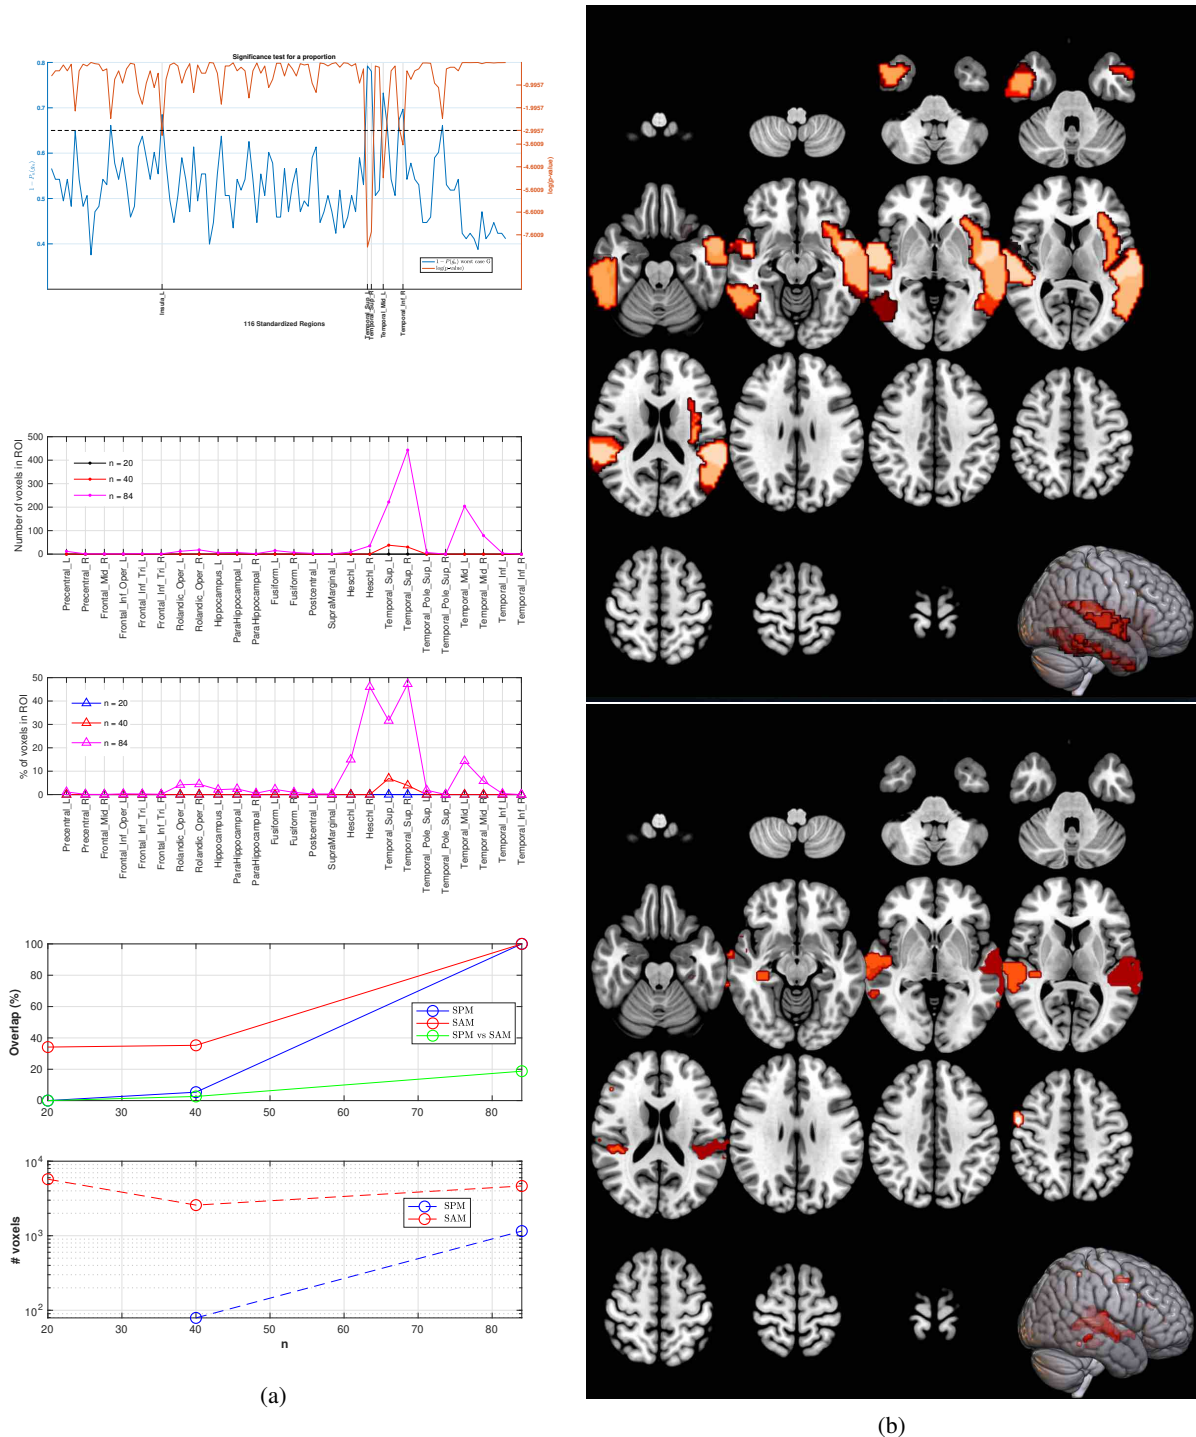 Significance test for a proportion
0.8
0.7
0.6
0.5
0.4
-0.9957
-1.9957
-2.9957
-3.6009
-4.6009
-5.6009
-6.6009
-7.6009
log(p-value)
1 − P(g_n) worst case G
log(p-value)
Insula_L
Temporal_Sup_L
Temporal_Sup_R
Temporal_Mid_L
Temporal_Inf_R
116 Standardized Regions
Number of voxels in ROI
500
400
300
200
100
0
n = 20
n = 40
n = 84
Precentral_L
Precentral_R
Frontal_Mid_R
Frontal_Inf_Oper_L
Frontal_Inf_Tri_L
Frontal_Inf_Tri_R
Rolandic_Oper_L
Rolandic_Oper_R
Hippocampus_L
ParaHippocampal_L
ParaHippocampal_R
Fusiform_L
Fusiform_R
Postcentral_L
SupraMarginal_L
Heschl_L
Heschl_R
Temporal_Sup_L
Temporal_Sup_R
Temporal_Pole_Sup_L
Temporal_Pole_Sup_R
Temporal_Mid_L
Temporal_Mid_R
Temporal_Inf_L
Temporal_Inf_R
% of voxels in ROI
50
40
30
20
10
0
n = 20
n = 40
n = 84
Precentral_L
Precentral_R
Frontal_Mid_R
Frontal_Inf_Oper_L
Frontal_Inf_Tri_L
Frontal_Inf_Tri_R
Rolandic_Oper_L
Rolandic_Oper_R
Hippocampus_L
ParaHippocampal_L
ParaHippocampal_R
Fusiform_L
Fusiform_R
Postcentral_L
SupraMarginal_L
Heschl_L
Heschl_R
Temporal_Sup_L
Temporal_Sup_R
Temporal_Pole_Sup_L
Temporal_Pole_Sup_R
Temporal_Mid_L
Temporal_Mid_R
Temporal_Inf_L
Temporal_Inf_R
Overlap (%)
100
80
60
40
20
0
SPM
SAM
SPM vs SAM
20 30 40 50 60 70 80
# voxels
10^4
10^3
10^2
SPM
SAM
20 30 40 50 60 70 80
n
(a)
(b)